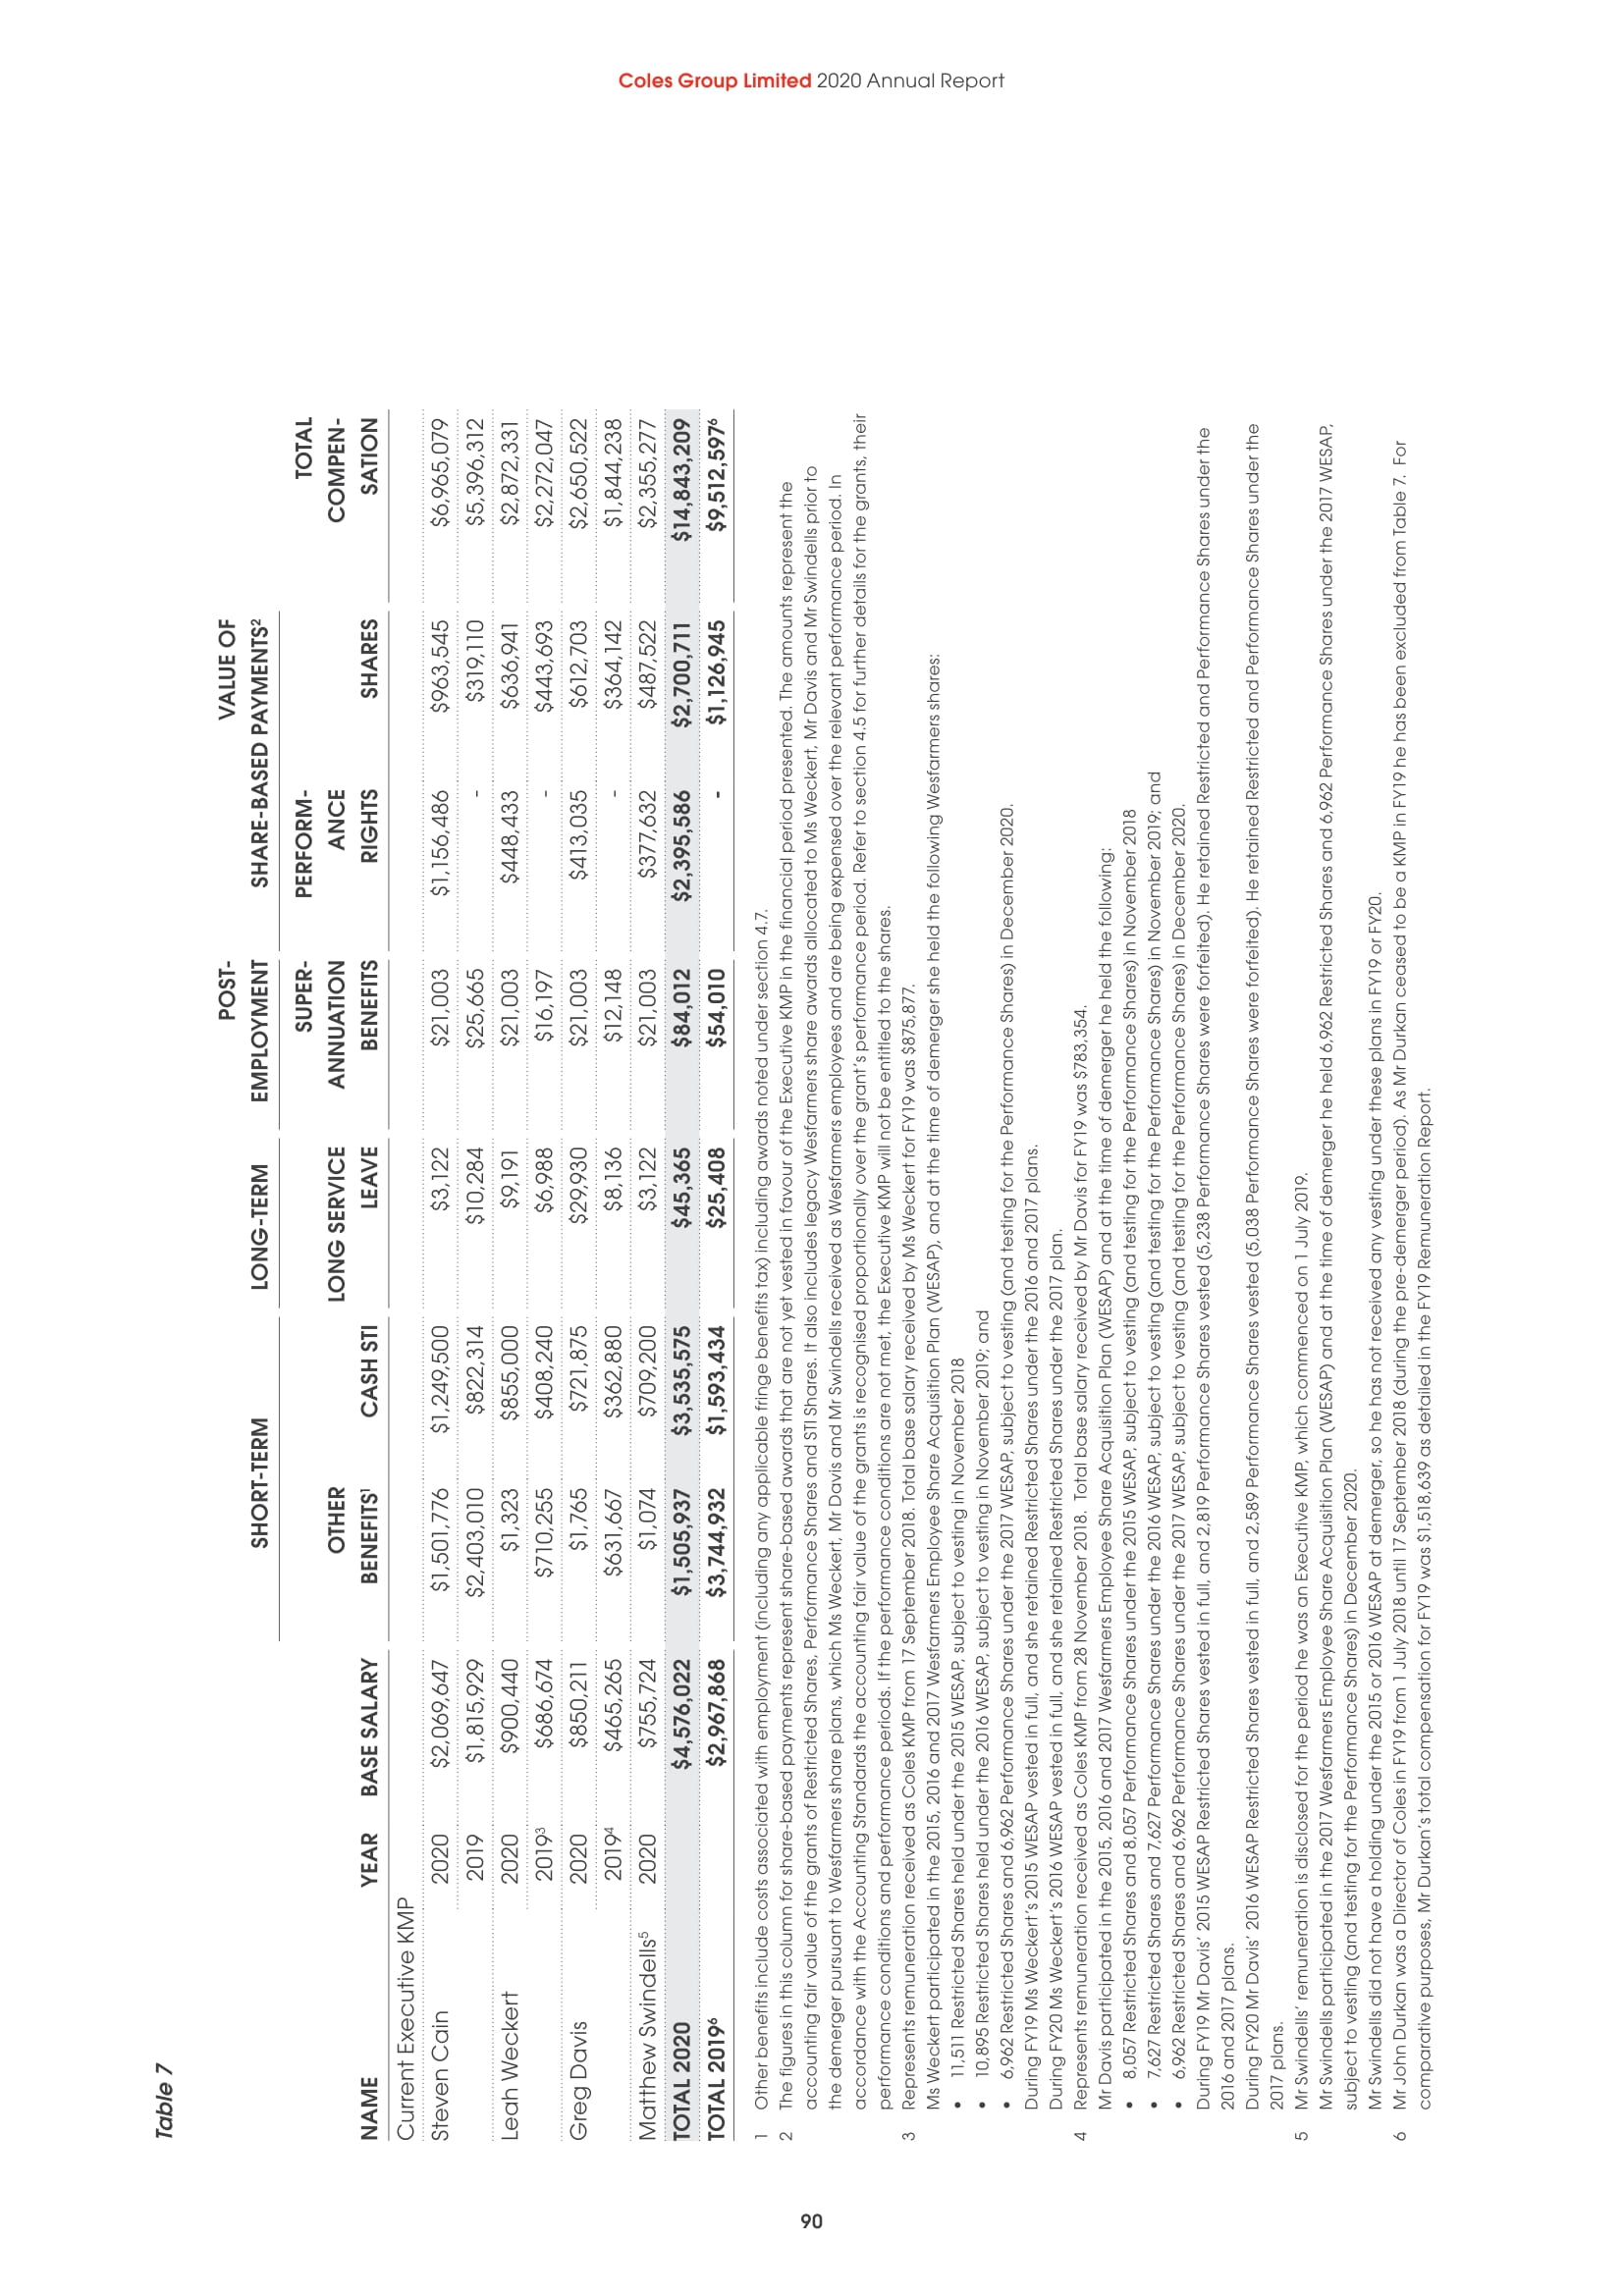 Coles Group Limited 2020 Annual Report
Table 7
VALUE OF
POST-
SHORT-TERM LONG-TERM EMPLOYMENT SHARE-BASED PAYMENTS²
SUPER- PERFORM- TOTAL
OTHER LONG SERVICE ANNUATION ANCE COMPEN-
NAME YEAR BASE SALARY BENEFITS¹ CASH STI LEAVE BENEFITS RIGHTS SHARES SATION
Current Executive KMP
Steven Cain 2020 $2,069,647 $1,501,776 $1,249,500 $3,122 $21,003 $1,156,486 $963,545 $6,965,079
2019 $1,815,929 $2,403,010 $822,314 $10,284 $25,665 - $319,110 $5,396,312
Leah Weckert 2020 $900,440 $1,323 $855,000 $9,191 $21,003 $448,433 $636,941 $2,872,331
2019³ $686,674 $710,255 $408,240 $6,988 $16,197 - $443,693 $2,272,047
Greg Davis 2020 $850,211 $1,765 $721,875 $29,930 $21,003 $413,035 $612,703 $2,650,522
2019⁴ $465,265 $631,667 $362,880 $8,136 $12,148 - $364,142 $1,844,238
Matthew Swindells⁵ 2020 $755,724 $1,074 $709,200 $3,122 $21,003 $377,632 $487,522 $2,355,277
TOTAL 2020 $4,576,022 $1,505,937 $3,535,575 $45,365 $84,012 $2,395,586 $2,700,711 $14,843,209
TOTAL 2019⁶ $2,967,868 $3,744,932 $1,593,434 $25,408 $54,010 - $1,126,945 $9,512,597⁶
1 Other benefits include costs associated with employment (including any applicable fringe benefits tax) including awards noted under section 4.7.
2 The figures in this column for share-based payments represent share-based awards that are not yet vested in favour of the Executive KMP in the financial period presented. The amounts represent the
accounting fair value of the grants of Restricted Shares, Performance Shares and STI Shares. It also includes legacy Wesfarmers share awards allocated to Ms Weckert, Mr Davis and Mr Swindells prior to
the demerger pursuant to Wesfarmers share plans, which Ms Weckert, Mr Davis and Mr Swindells received as Wesfarmers employees and are being expensed over the relevant performance period. In
accordance with the Accounting Standards the accounting fair value of the grants is recognised proportionally over the grant's performance period. Refer to section 4.5 for further details for the grants, their
performance conditions and performance periods. If the performance conditions are not met, the Executive KMP will not be entitled to the shares.
3 Represents remuneration received as Coles KMP from 17 September 2018. Total base salary received by Ms Weckert for FY19 was $875,877.
Ms Weckert participated in the 2015, 2016 and 2017 Wesfarmers Employee Share Acquisition Plan (WESAP), and at the time of demerger she held the following Wesfarmers shares:
• 11,511 Restricted Shares held under the 2015 WESAP, subject to vesting in November 2018
• 10,895 Restricted Shares held under the 2016 WESAP, subject to vesting in November 2019; and
• 6,962 Restricted Shares and 6,962 Performance Shares under the 2017 WESAP, subject to vesting (and testing for the Performance Shares) in December 2020.
During FY19 Ms Weckert's 2015 WESAP vested in full, and she retained Restricted Shares under the 2016 and 2017 plans.
During FY20 Ms Weckert's 2016 WESAP vested in full, and she retained Restricted Shares under the 2017 plan.
4 Represents remuneration received as Coles KMP from 28 November 2018. Total base salary received by Mr Davis for FY19 was $783,354.
Mr Davis participated in the 2015, 2016 and 2017 Wesfarmers Employee Share Acquisition Plan (WESAP) and at the time of demerger he held the following:
• 8,057 Restricted Shares and 8,057 Performance Shares under the 2015 WESAP, subject to vesting (and testing for the Performance Shares) in November 2018
• 7,627 Restricted Shares and 7,627 Performance Shares under the 2016 WESAP, subject to vesting (and testing for the Performance Shares) in November 2019; and
• 6,962 Restricted Shares and 6,962 Performance Shares under the 2017 WESAP, subject to vesting (and testing for the Performance Shares) in December 2020.
During FY19 Mr Davis' 2015 WESAP Restricted Shares vested in full, and 2,819 Performance Shares vested (5,238 Performance Shares were forfeited). He retained Restricted and Performance Shares under the
2016 and 2017 plans.
During FY20 Mr Davis' 2016 WESAP Restricted Shares vested in full, and 2,589 Performance Shares vested (5,038 Performance Shares were forfeited). He retained Restricted and Performance Shares under the
2017 plans.
5 Mr Swindells' remuneration is disclosed for the period he was an Executive KMP, which commenced on 1 July 2019.
Mr Swindells participated in the 2017 Wesfarmers Employee Share Acquisition Plan (WESAP) and at the time of demerger he held 6,962 Restricted Shares and 6,962 Performance Shares under the 2017 WESAP,
subject to vesting (and testing for the Performance Shares) in December 2020.
Mr Swindells did not have a holding under the 2015 or 2016 WESAP at demerger, so he has not received any vesting under these plans in FY19 or FY20.
6 Mr John Durkan was a Director of Coles in FY19 from 1 July 2018 until 17 September 2018 (during the pre-demerger period). As Mr Durkan ceased to be a KMP in FY19 he has been excluded from Table 7. For
comparative purposes, Mr Durkan's total compensation for FY19 was $1,518,639 as detailed in the FY19 Remuneration Report.
90